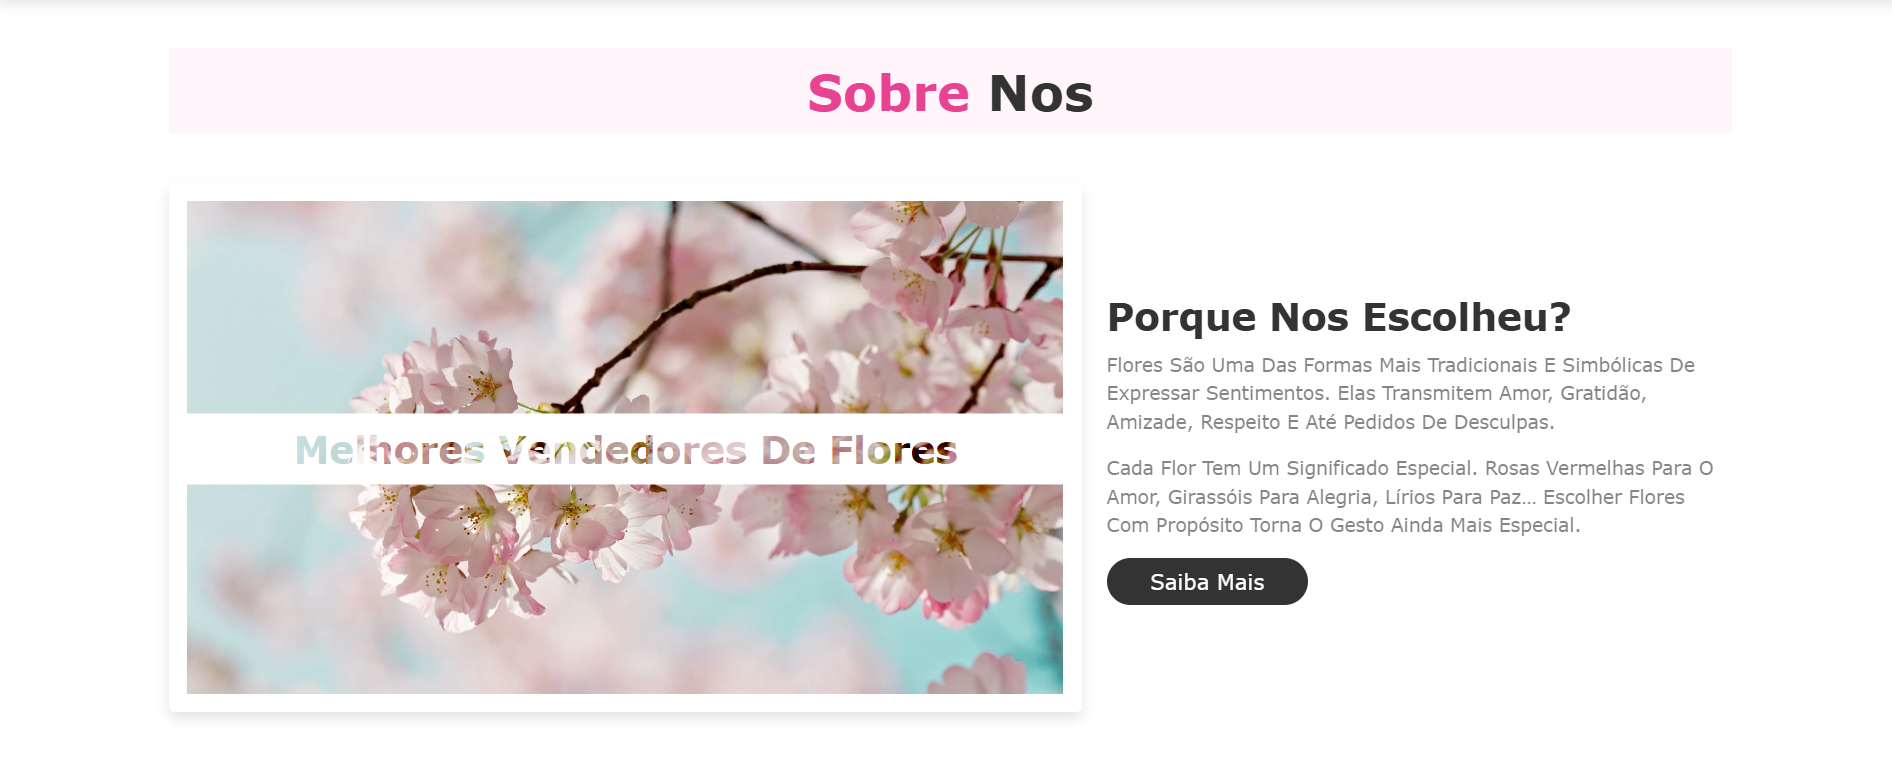 Sobre Nos
Melhores Vendedores De Flores
Porque Nos Escolheu?
Flores São Uma Das Formas Mais Tradicionais E Simbólicas De
Expressar Sentimentos. Elas Transmitem Amor, Gratidão,
Amizade, Respeito E Até Pedidos De Desculpas.
Cada Flor Tem Um Significado Especial. Rosas Vermelhas Para O
Amor, Girassóis Para Alegria, Lírios Para Paz... Escolher Flores
Com Propósito Torna O Gesto Ainda Mais Especial.
Saiba Mais